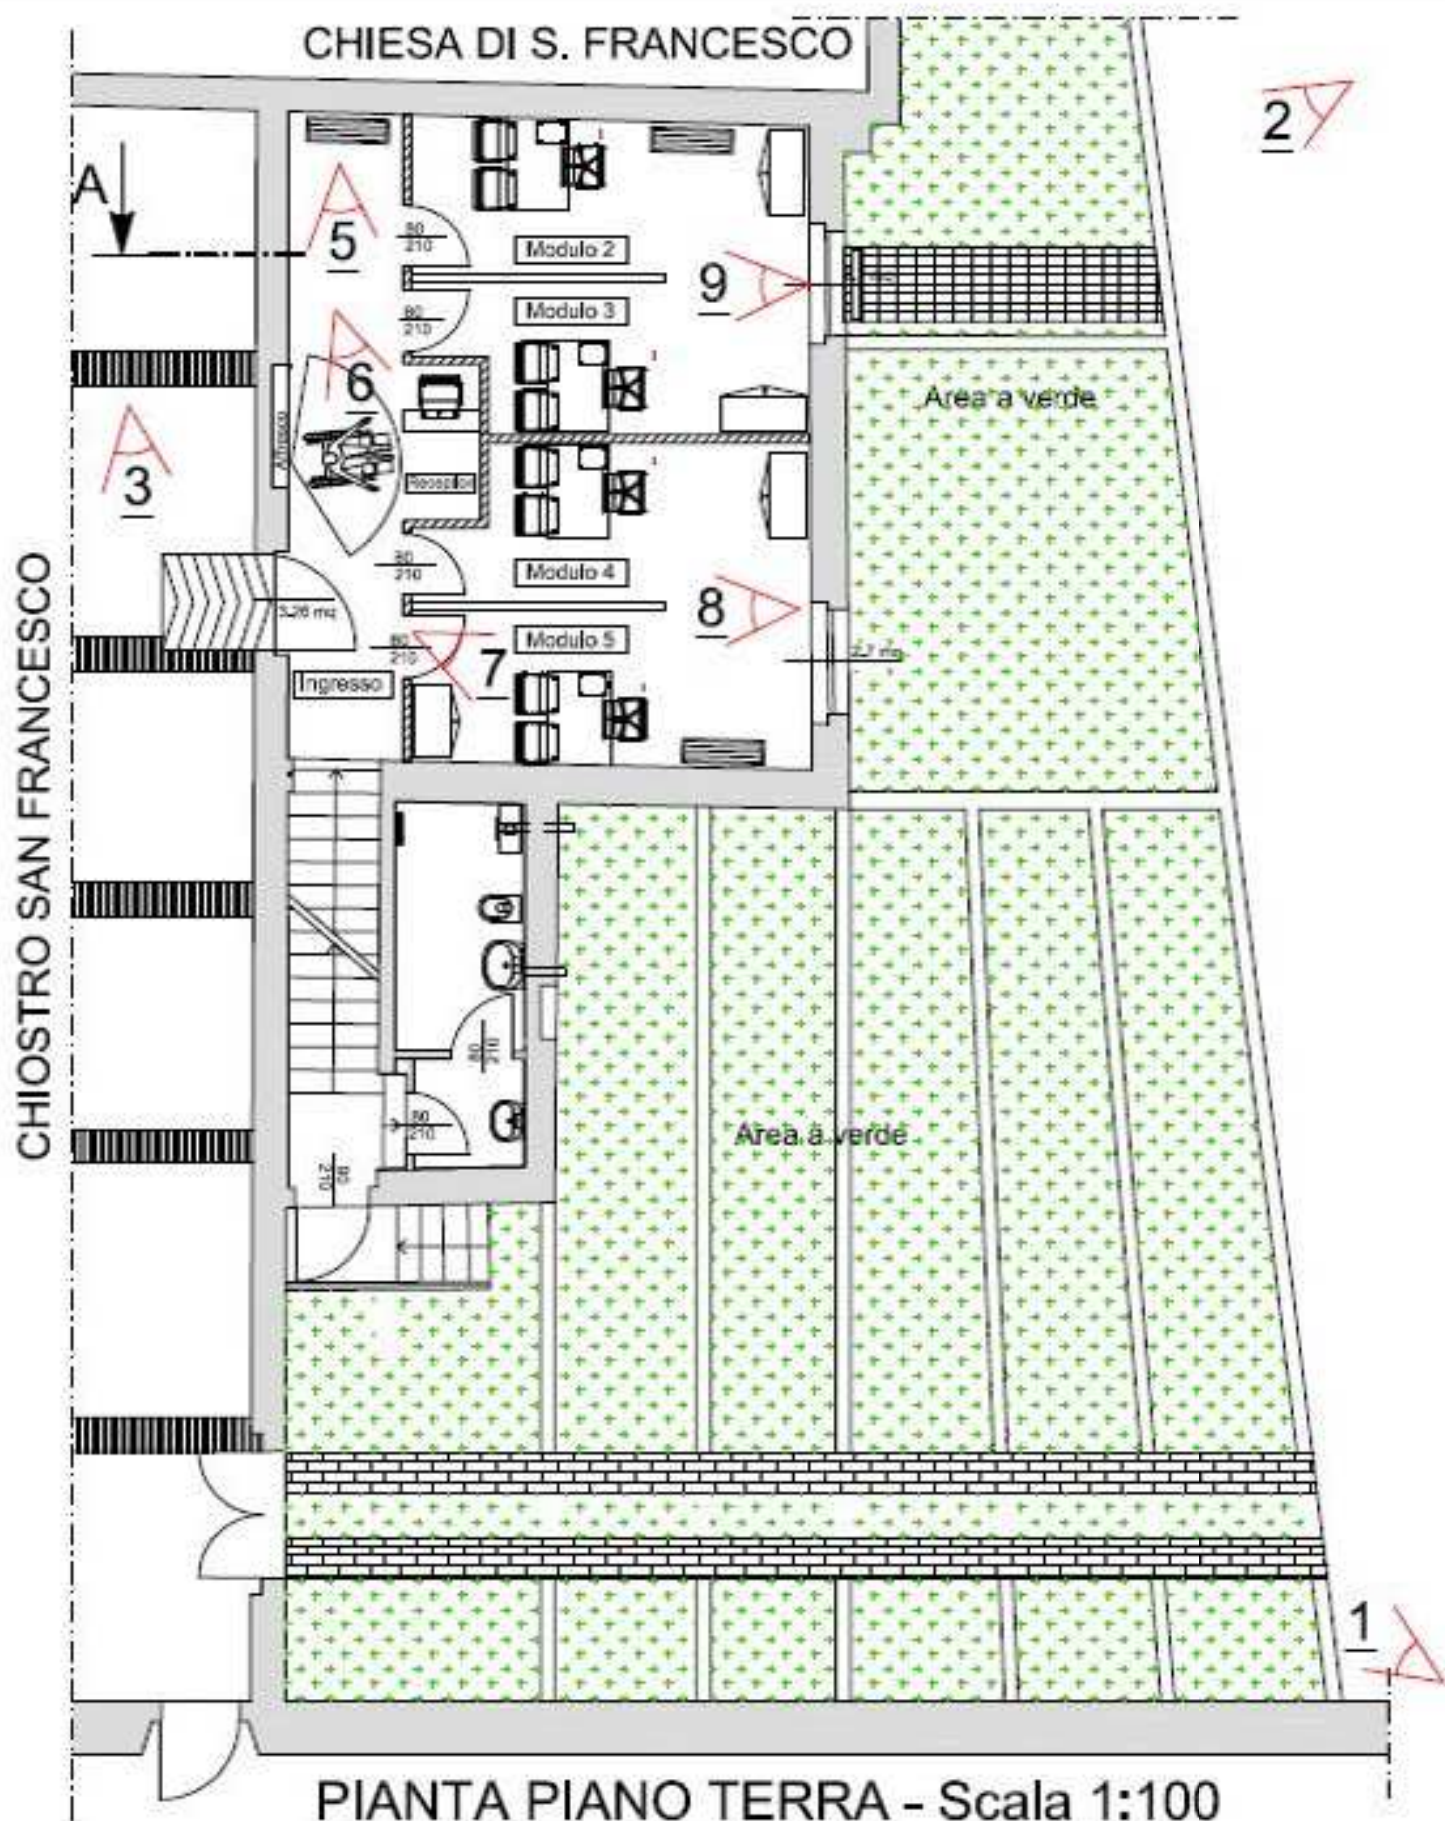 CHIESA DI S. FRANCESCO
2
A
5
80
210
Modulo 2
9
80
210
Modulo 3
6
Area a verde
Affresco
3
Reception
80
210
Modulo 4
8
3,26 mq
80
210
Modulo 5
2,7 mq
7
Ingresso
CHIOSTRO SAN FRANCESCO
80
210
80
210
Area a verde
80
210
1
PIANTA PIANO TERRA - Scala 1:100